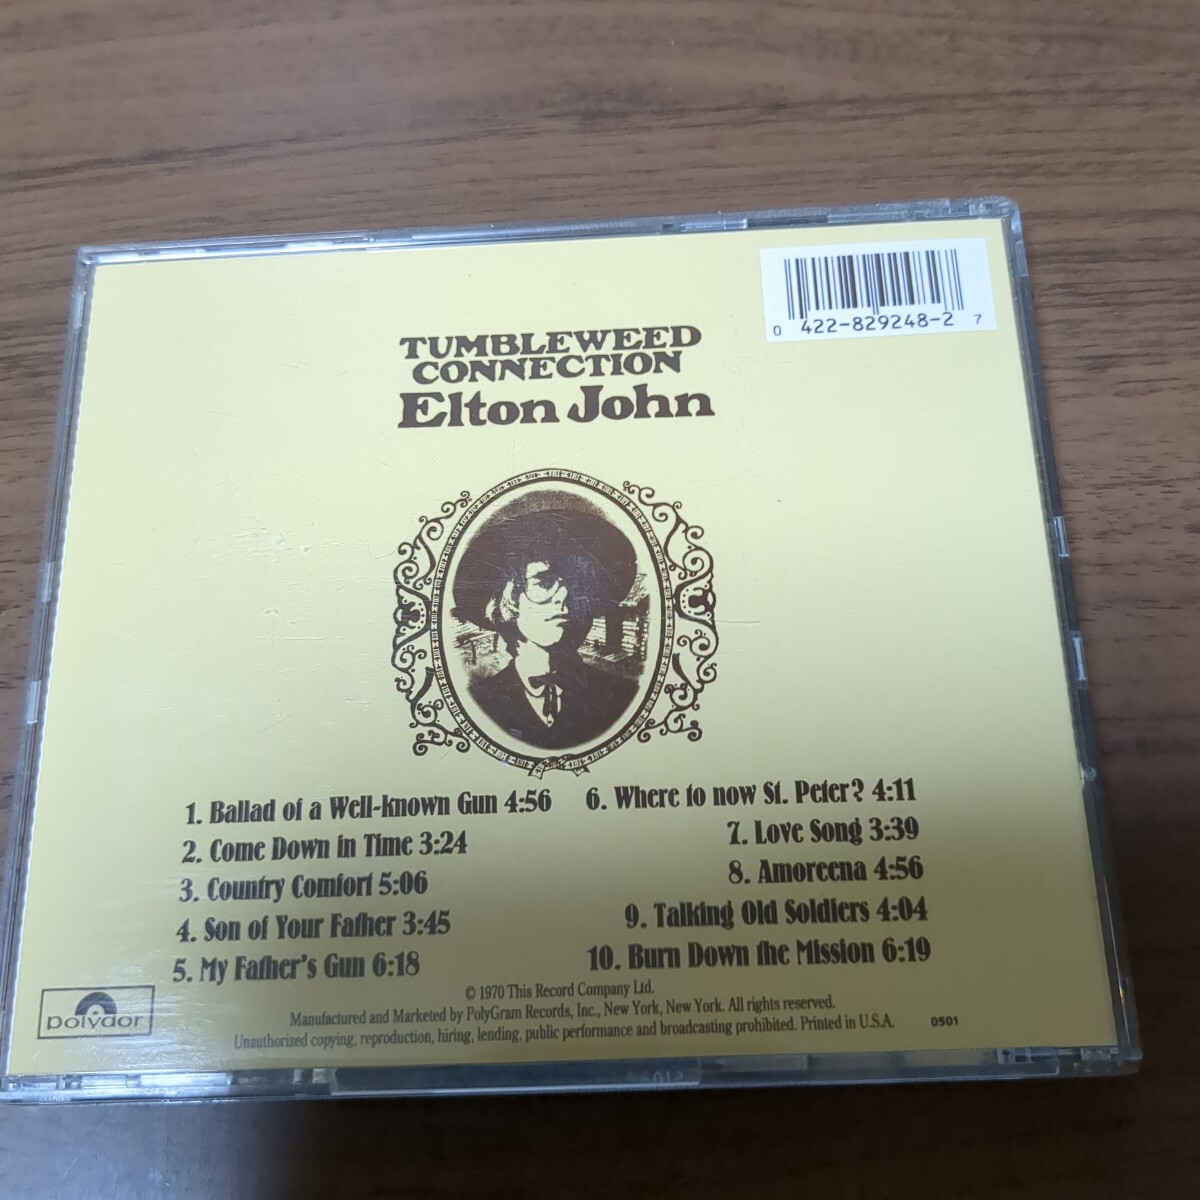 0 422-829248-2 7
TUMBLEWEED
CONNECTION
Elton John
1. Ballad of a Well-known Gun 4:56
2. Come Down in Time 3:24
3. Country Comfort 5:06
4. Son of Your Father 3:45
5. My Father's Gun 6:18
6. Where to now St. Peter? 4:11
7. Love Song 3:39
8. Amoreena 4:56
9. Talking Old Soldiers 4:04
10. Burn Down the Mission 6:19
polydor
© 1970 This Record Company Ltd.
Manufactured and Marketed by PolyGram Records, Inc., New York, New York. All rights reserved.
Unauthorized copying, reproduction, hiring, lending, public performance and broadcasting prohibited. Printed in U.S.A.
0501